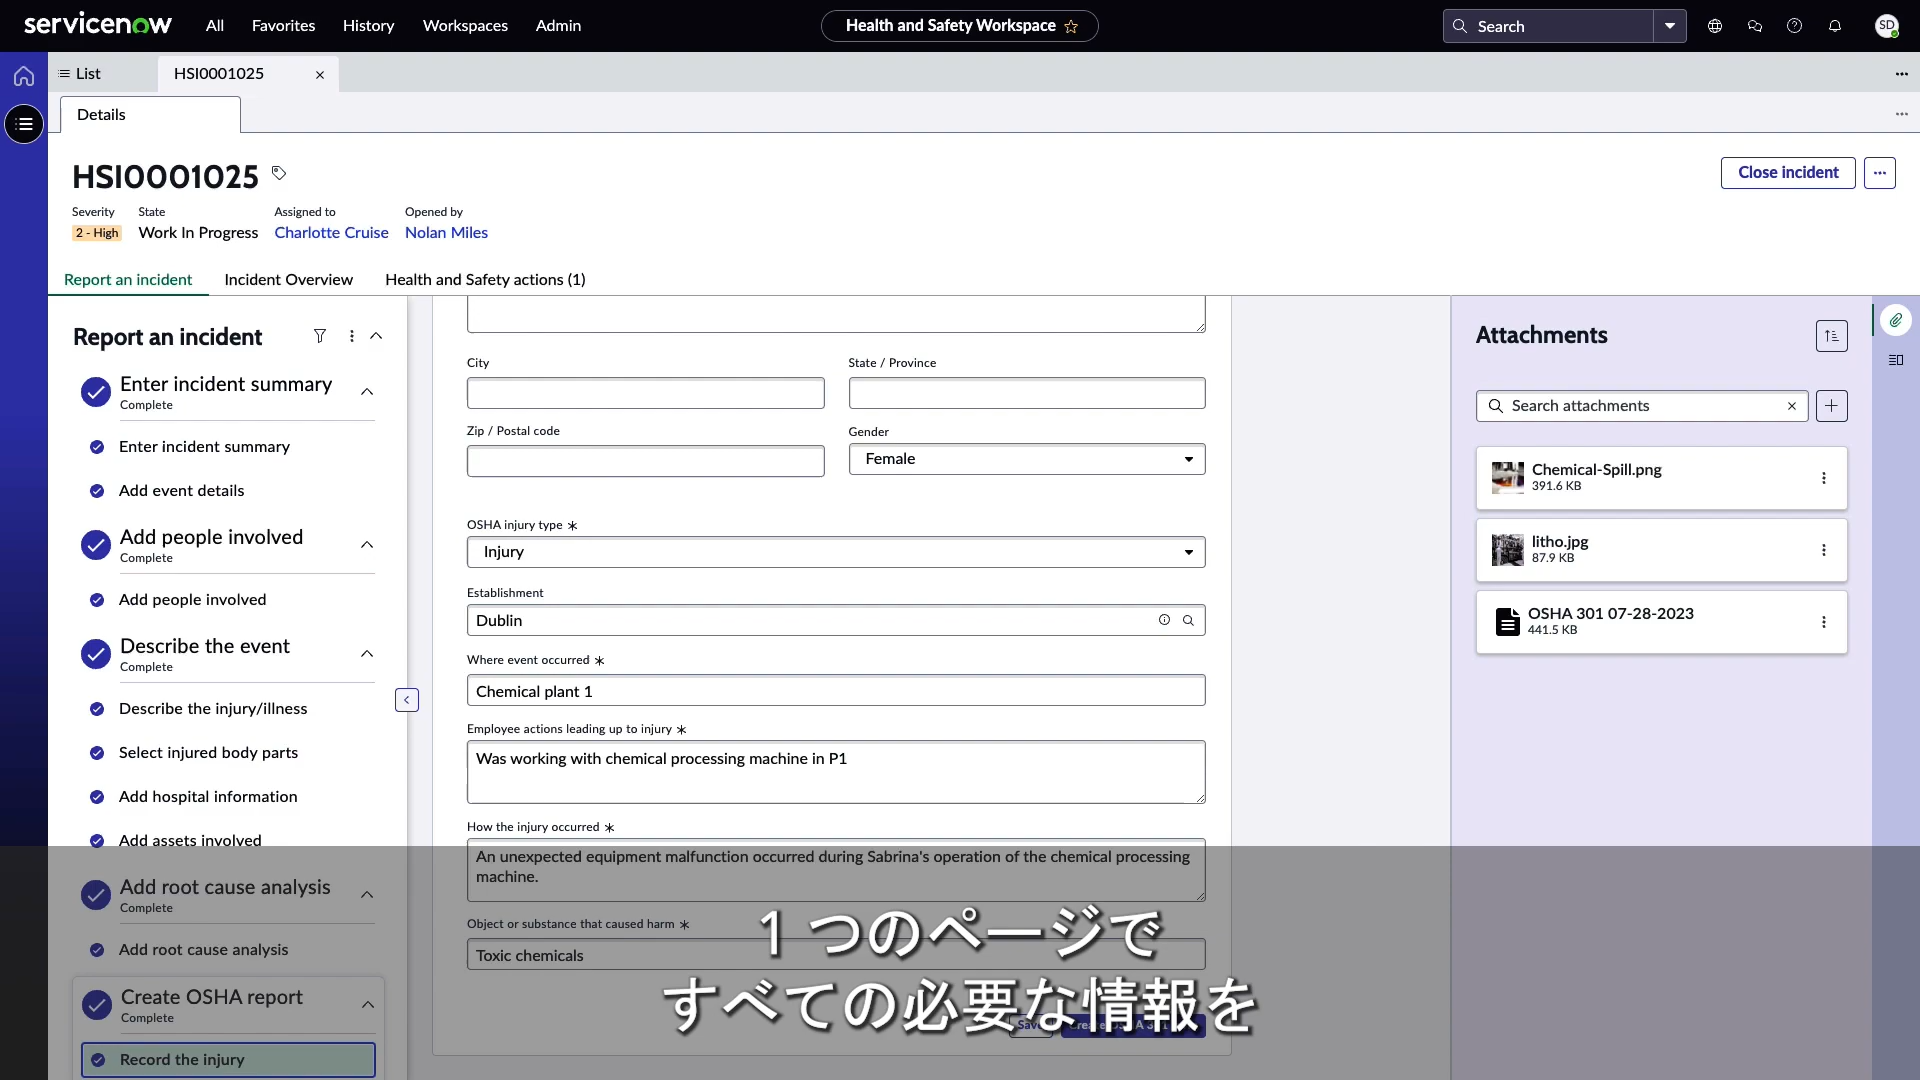 servicenow
All
Favorites
History
Workspaces
Admin
Health and Safety Workspace
Search
SD
List
HSI0001025
Details
HSI0001025
Close incident
Severity
State
Assigned to
Opened by
2 - High
Work In Progress
Charlotte Cruise
Nolan Miles
Report an incident
Incident Overview
Health and Safety actions (1)
Report an incident
Enter incident summary
Complete
Enter incident summary
Add event details
Add people involved
Complete
Add people involved
Describe the event
Complete
Describe the injury/illness
Select injured body parts
Add hospital information
Add assets involved
Add root cause analysis
Complete
Add root cause analysis
Create OSHA report
Complete
Record the injury
City
State / Province
Zip / Postal code
Gender
Female
OSHA injury type *
Injury
Establishment
Dublin
Where event occurred *
Chemical plant 1
Employee actions leading up to injury *
Was working with chemical processing machine in P1
How the injury occurred *
An unexpected equipment malfunction occurred during Sabrina's operation of the chemical processing
machine.
Object or substance that caused harm *
Toxic chemicals
Save
Attachments
Search attachments
Chemical-Spill.png
391.6 KB
litho.jpg
87.9 KB
OSHA 301 07-28-2023
441.5 KB
1 つのページで
すべての必要な情報を